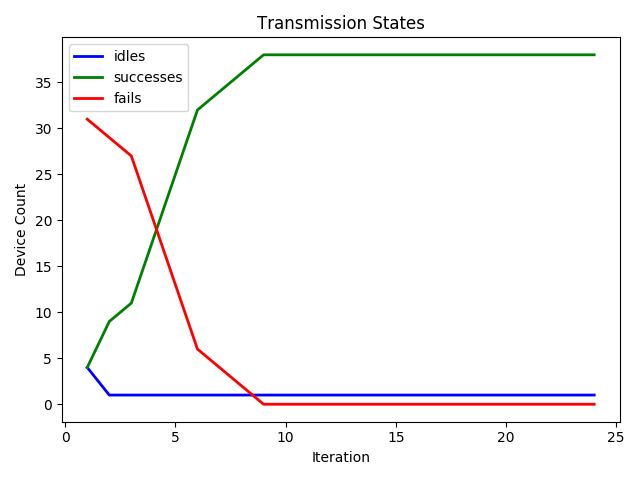 Transmission States
idles
successes
fails
Device Count
35
30
25
20
15
10
5
0
0 5 10 15 20 25
Iteration